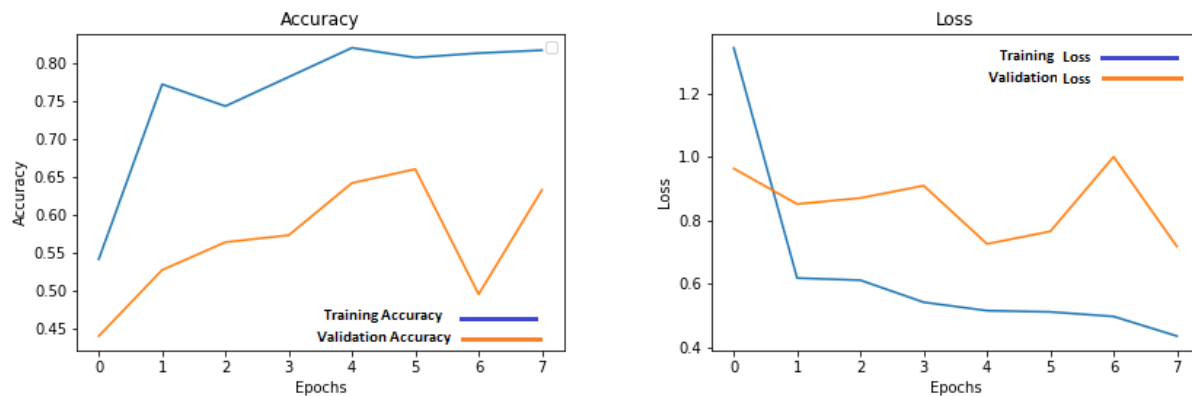 Accuracy
0.80
0.75
0.70
0.65
0.60
0.55
0.50
0.45
Accuracy
Training Accuracy
Validation Accuracy
0 1 2 3 4 5 6 7
Epochs
Loss
1.2
1.0
0.8
0.6
0.4
Loss
Training Loss
Validation Loss
0 1 2 3 4 5 6 7
Epochs